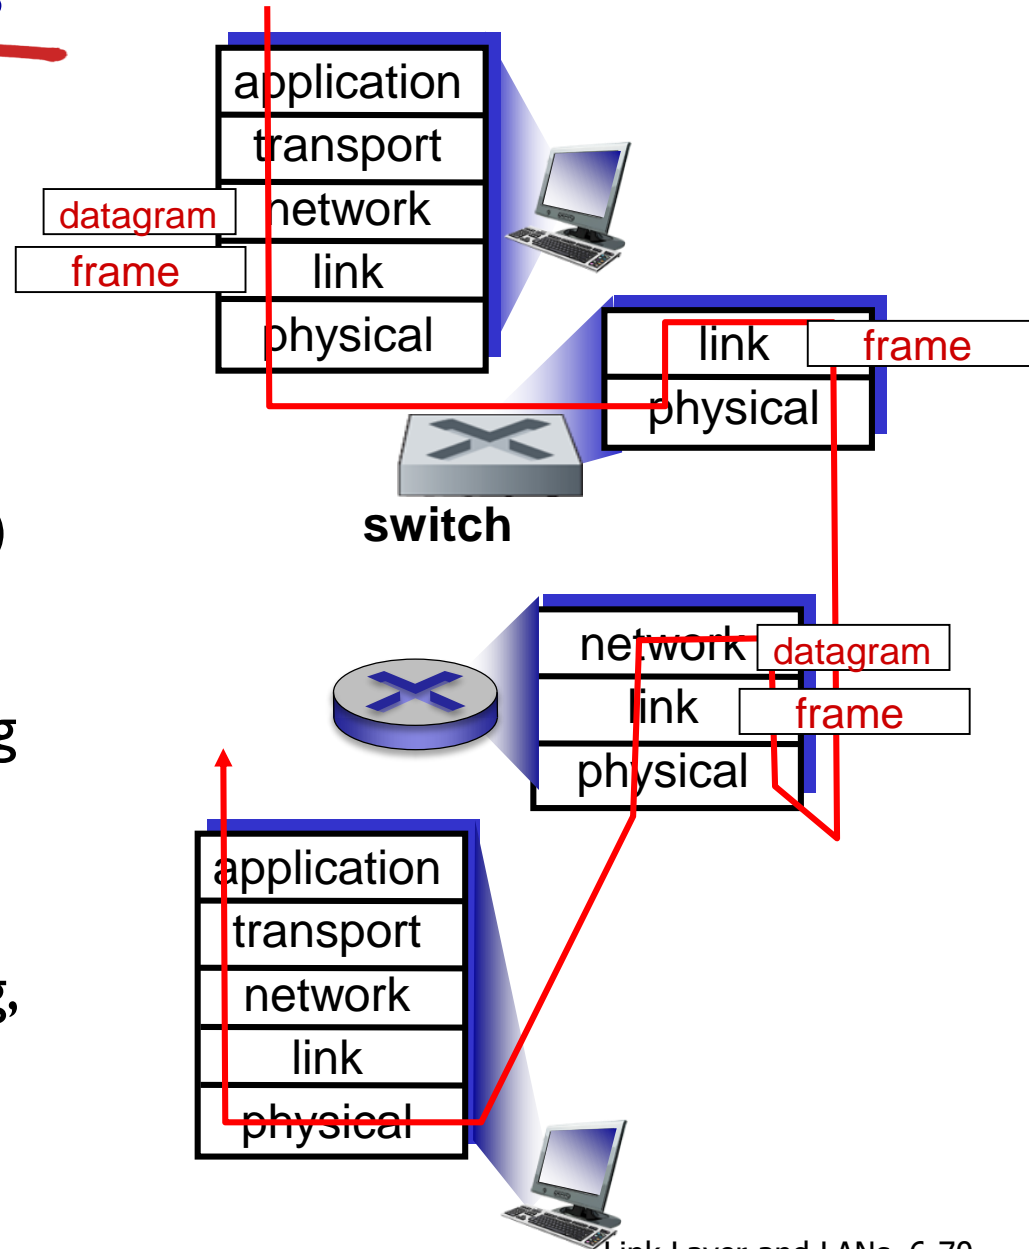 application
transport
datagram
network
frame
link
physical
link
frame
physical
switch
)
network
datagram
link
frame
g
physical
application
transport
g,
network
link
physical